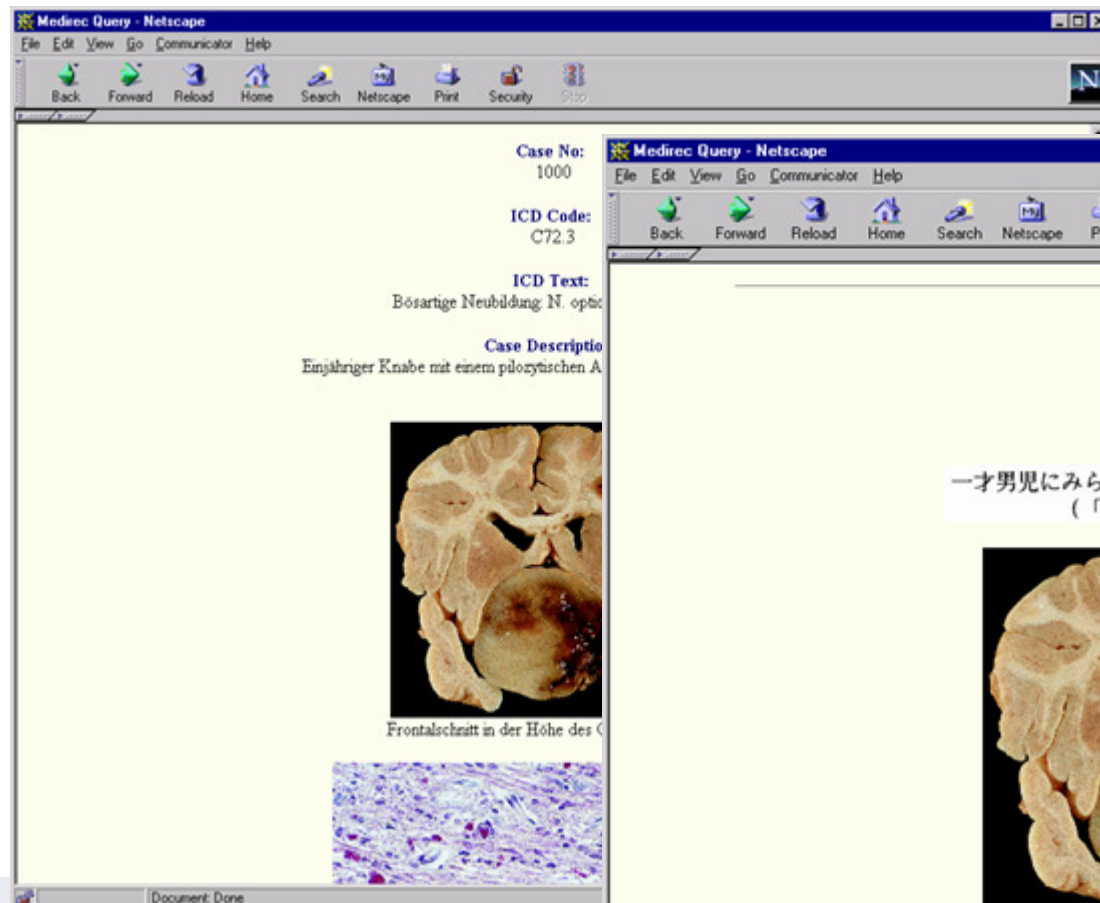 Medirec Query - Netscape
File Edit View Go Communicator Help
Back Forward Reload Home Search Netscape Print Security Stop
N
Case No:
1000
ICD Code:
C72.3
ICD Text:
Bösartige Neubildung: N. optic
Case Descriptio
Einjähriger Knabe mit einem pilozytischen A
Frontalschnitt in der Höhe des
Document: Done
Medirec Query - Netscape
File Edit View Go Communicator Help
Back Forward Reload Home Search Netscape P
一才男児にみら
(「